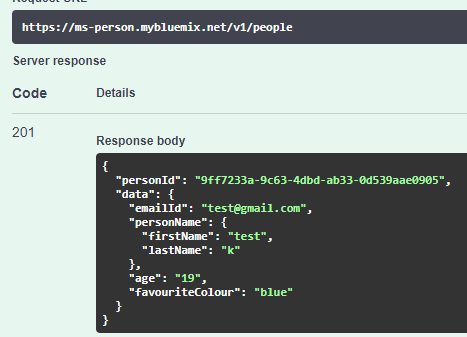 Request URL
https://ms-person.mybluemix.net/v1/people
Server response
Code Details
201
Response body
{
  "personId": "9ff7233a-9c63-4dbd-ab33-0d539aae0905",
  "data": {
    "emailId": "test@gmail.com",
    "personName": {
      "firstName": "test",
      "lastName": "k"
    },
    "age": "19",
    "favouriteColour": "blue"
  }
}